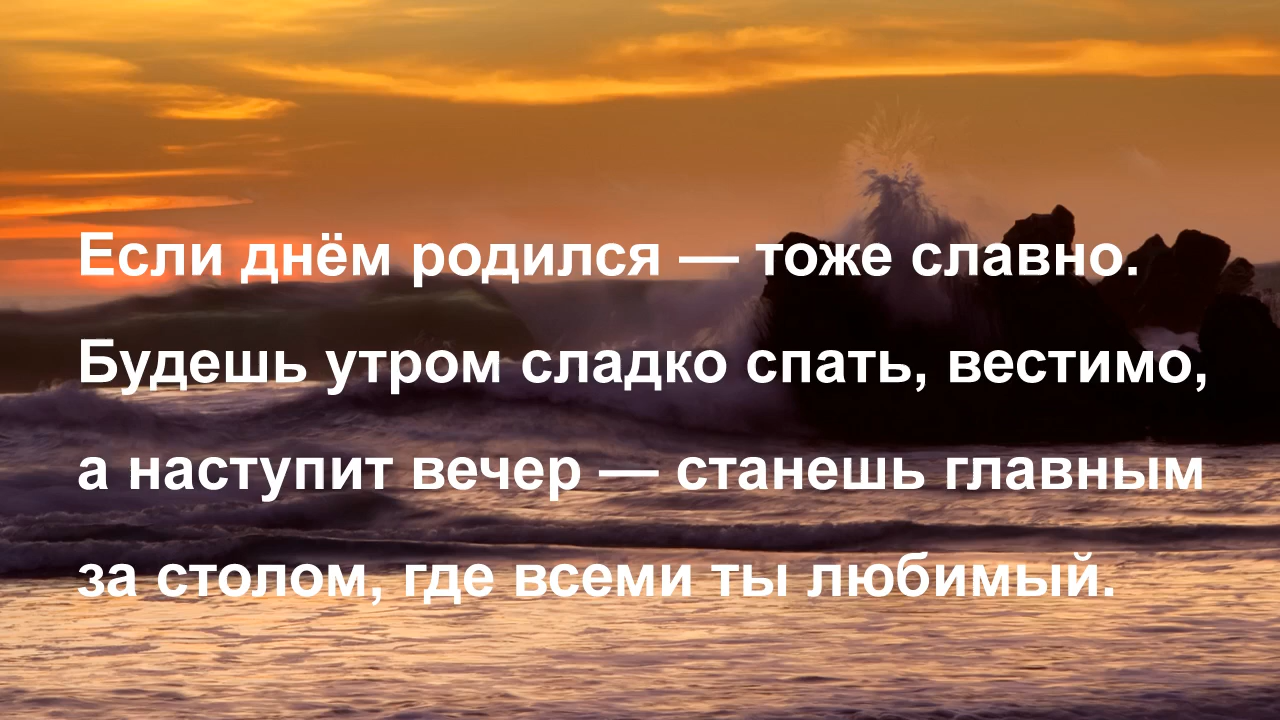 Если днём родился — тоже славно.
Будешь утром сладко спать, вестимо,
а наступит вечер — станешь главным
за столом, где всеми ты любимый.